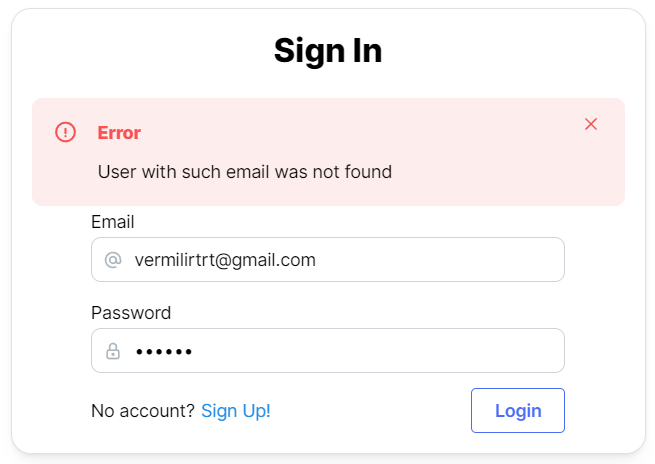 Sign In
Error
User with such email was not found
Email
vermilirtrt@gmail.com
Password
••••••
No account? Sign Up!
Login